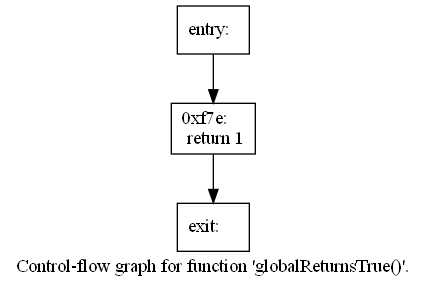 entry:
0xf7e:
return 1
exit:
Control-flow graph for function 'globalReturnsTrue()'.